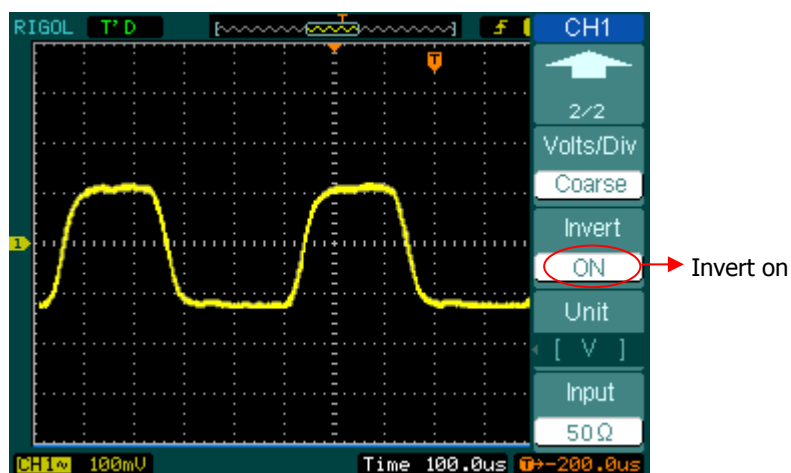 RIGOL T'D T CH1
T
2/2
Volts/Div
Coarse
1
Invert
ON
Invert on
Unit
[ V ]
Input
50Ω
CH1~ 100mV Time 100.0us T→-200.0us